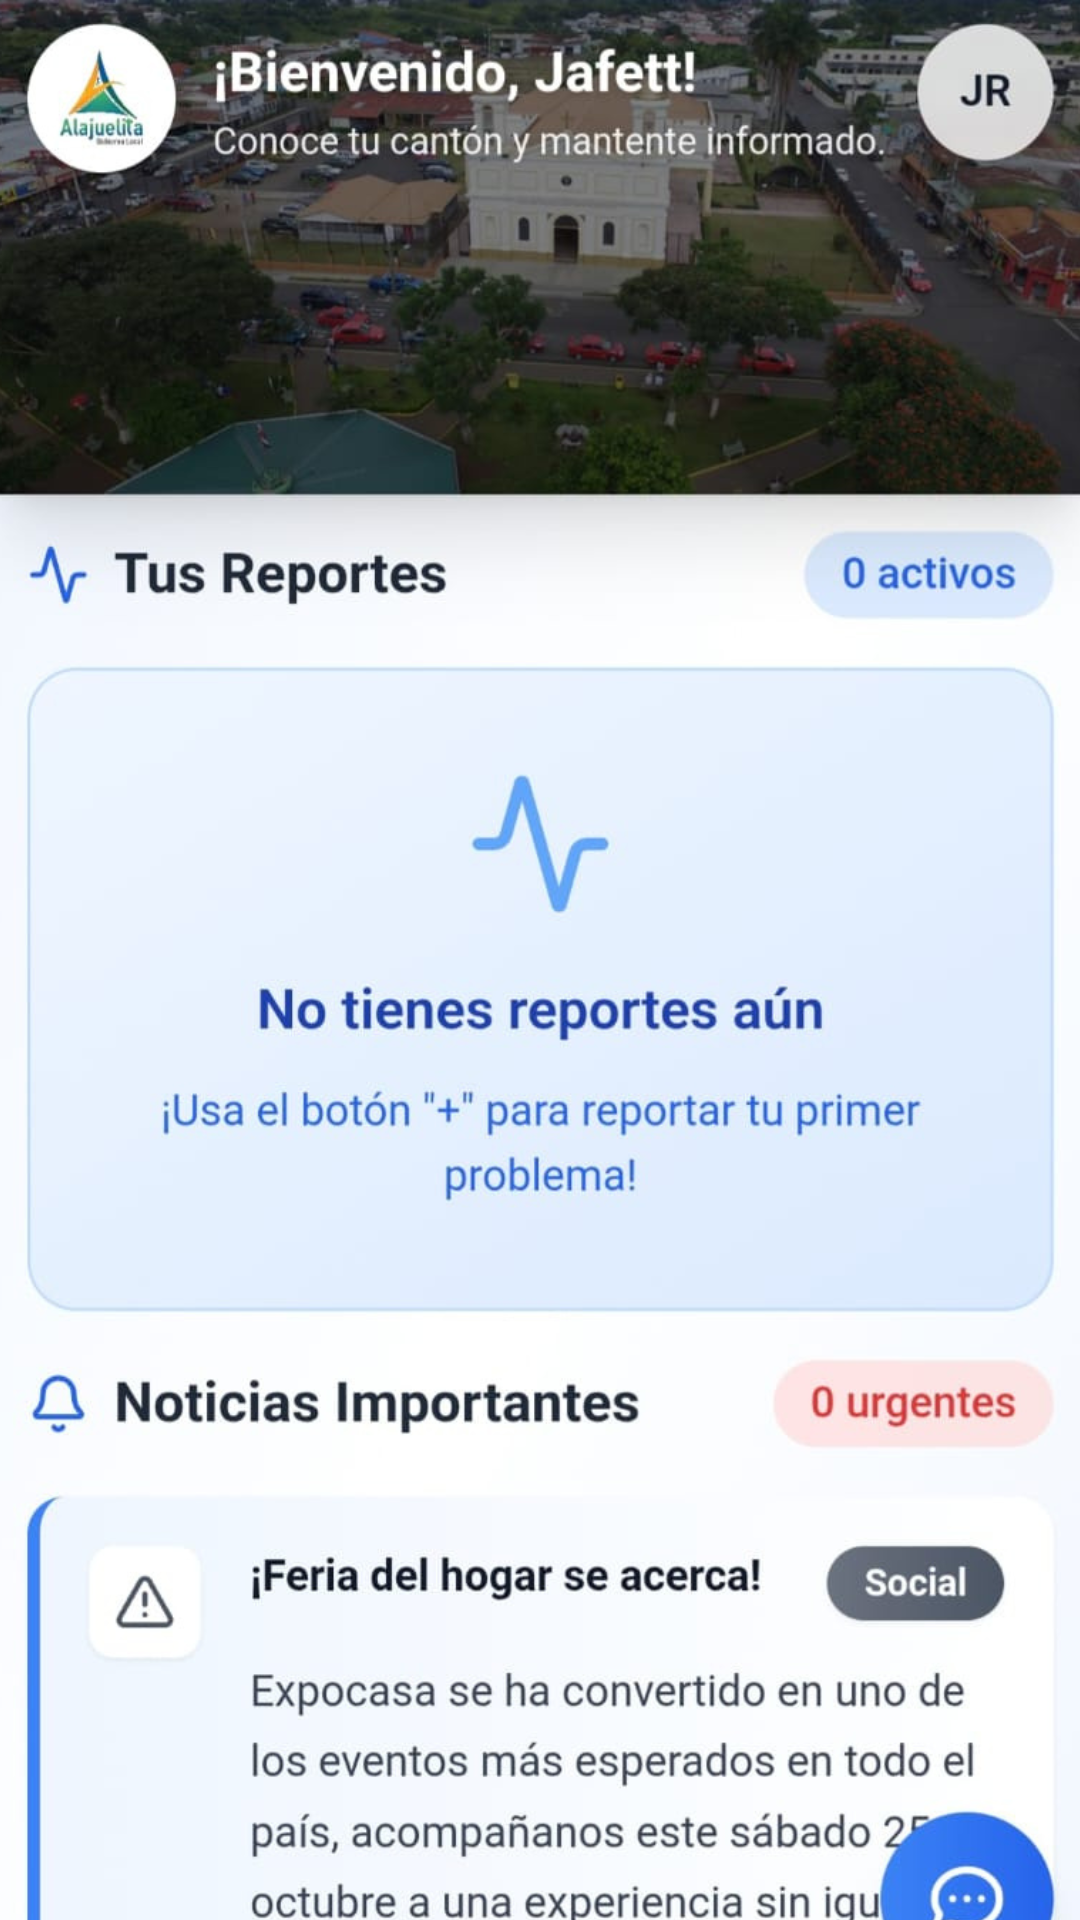 Alajuelita
Gobierno Local
¡Bienvenido, Jafett!
Conoce tu cantón y mantente informado.
JR
Tus Reportes
0 activos
No tienes reportes aún
¡Usa el botón "+" para reportar tu primer
problema!
Noticias Importantes
0 urgentes
¡Feria del hogar se acerca!
Social
Expocasa se ha convertido en uno de
los eventos más esperados en todo el
país, acompañanos este sábado 25
octubre a una experiencia sin igu